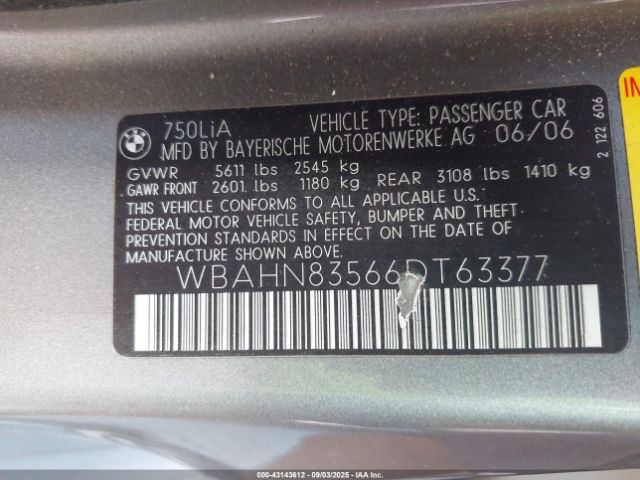 750LiA VEHICLE TYPE: PASSENGER CAR
MFD BY BAYERISCHE MOTORENWERKE AG 06/06
GVWR 5611 lbs 2545 kg
GAWR FRONT 2601 lbs 1180 kg REAR 3108 lbs 1410 kg
THIS VEHICLE CONFORMS TO ALL APPLICABLE U.S.
FEDERAL MOTOR VEHICLE SAFETY, BUMPER AND THEFT
PREVENTION STANDARDS IN EFFECT ON THE DATE OF
MANUFACTURE SHOWN ABOVE.
WBAHN83566DT63377
2 122 606
000-43143612 - 09/03/2025 - IAAI.COM